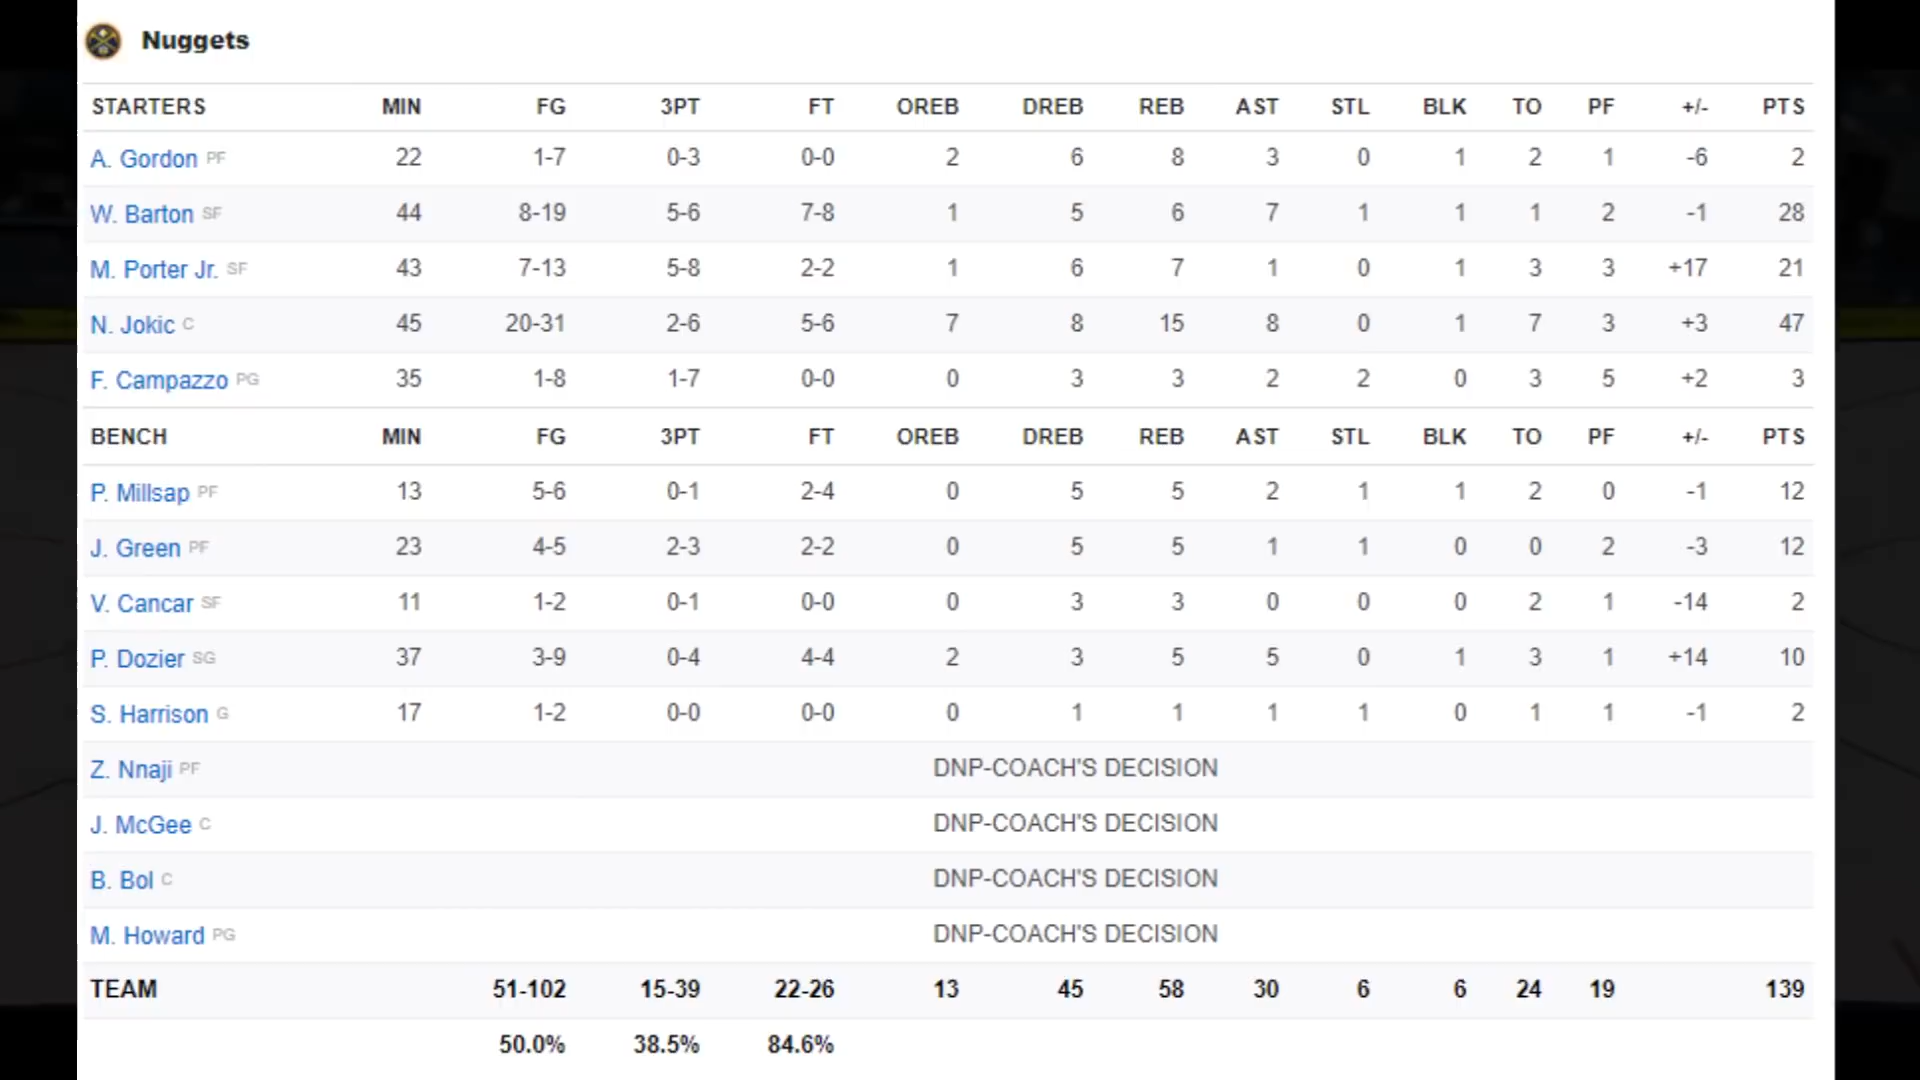 Nuggets
STARTERS MIN FG 3PT FT OREB DREB REB AST STL BLK TO PF +/- PTS
A. Gordon PF 22 1-7 0-3 0-0 2 6 8 3 0 1 2 1 -6 2
W. Barton SF 44 8-19 5-6 7-8 1 5 6 7 1 1 1 2 -1 28
M. Porter Jr. SF 43 7-13 5-8 2-2 1 6 7 1 0 1 3 3 +17 21
N. Jokic C 45 20-31 2-6 5-6 7 8 15 8 0 1 7 3 +3 47
F. Campazzo PG 35 1-8 1-7 0-0 0 3 3 2 2 0 3 5 +2 3
BENCH MIN FG 3PT FT OREB DREB REB AST STL BLK TO PF +/- PTS
P. Millsap PF 13 5-6 0-1 2-4 0 5 5 2 1 1 2 0 -1 12
J. Green PF 23 4-5 2-3 2-2 0 5 5 1 1 0 0 2 -3 12
V. Cancar SF 11 1-2 0-1 0-0 0 3 3 0 0 0 2 1 -14 2
P. Dozier SG 37 3-9 0-4 4-4 2 3 5 5 0 1 3 1 +14 10
S. Harrison G 17 1-2 0-0 0-0 0 1 1 1 1 0 1 1 -1 2
Z. Nnaji PF DNP-COACH'S DECISION
J. McGee C DNP-COACH'S DECISION
B. Bol C DNP-COACH'S DECISION
M. Howard PG DNP-COACH'S DECISION
TEAM 51-102 15-39 22-26 13 45 58 30 6 6 24 19 139
50.0% 38.5% 84.6%